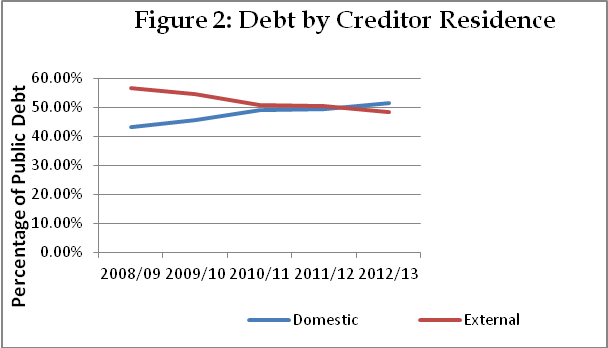 Figure 2: Debt by Creditor Residence
Percentage of Public Debt
60.00%
50.00%
40.00%
30.00%
20.00%
10.00%
0.00%
2008/09 2009/10 2010/11 2011/12 2012/13
Domestic External